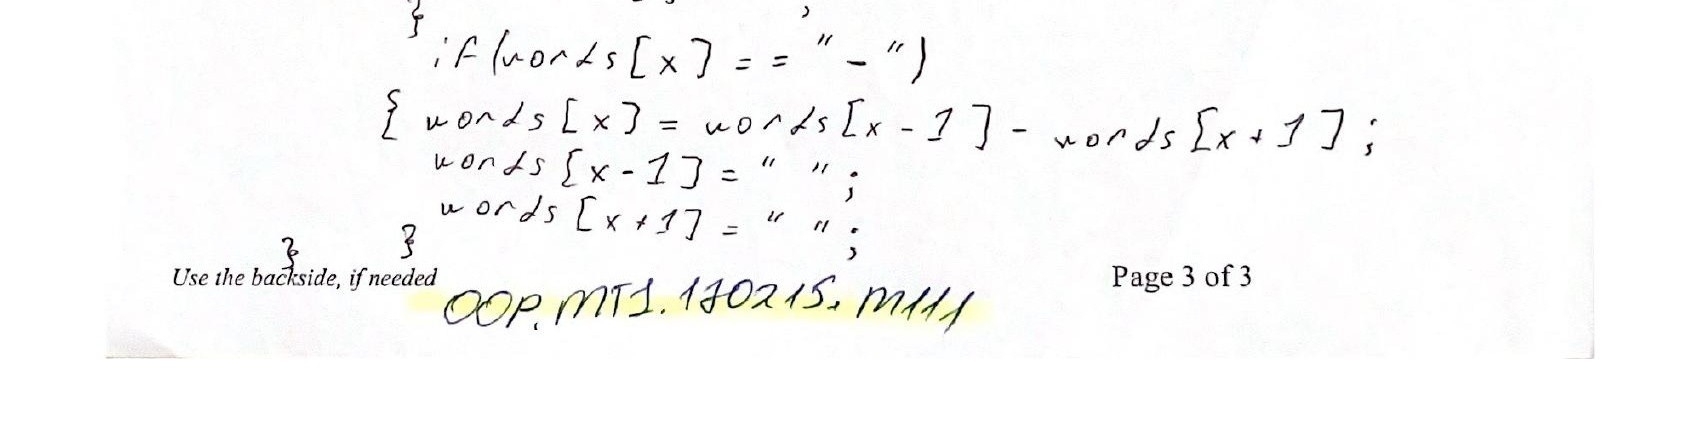 }
if(words[x] == "-")
{ words[x] = words[x-1] - words[x+1];
words[x-1] = " ";
words[x+1] = " ";
} }
Use the backside, if needed
Page 3 of 3
OOP.MT1.170215.M111